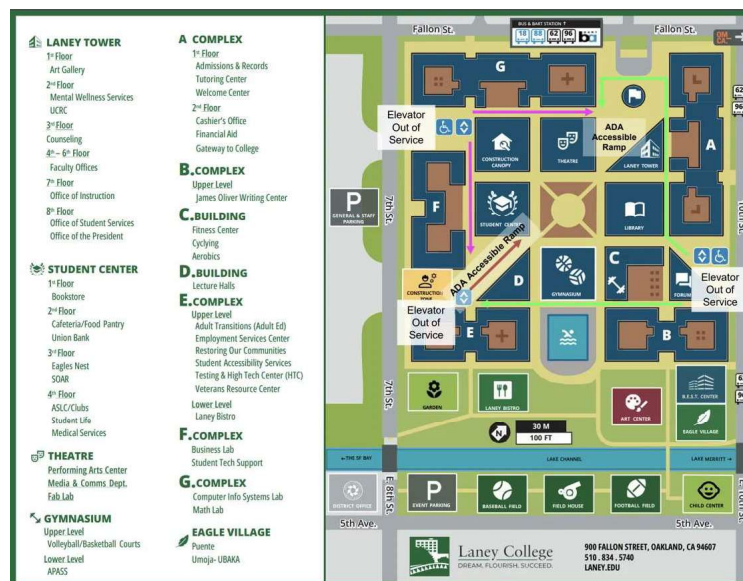 LANEY TOWER
1st Floor
Art Gallery
2nd Floor
Mental Wellness Services
UCRC
3rd Floor
Counseling
4th – 6th Floor
Faculty Offices
7th Floor
Office of Instruction
8th Floor
Office of Student Services
Office of the President
STUDENT CENTER
1st Floor
Bookstore
2nd Floor
Cafeteria/Food Pantry
Union Bank
3rd Floor
Eagles Nest
SOAR
4th Floor
ASLC/Clubs
Student Life
Medical Services
THEATRE
Performing Arts Center
Media & Comms Dept.
Fab Lab
GYMNASIUM
Upper Level
Volleyball/Basketball Courts
Lower Level
APASS
A COMPLEX
1st Floor
Admissions & Records
Tutoring Center
Welcome Center
2nd Floor
Cashier's Office
Financial Aid
Gateway to College
B.COMPLEX
Upper Level
James Oliver Writing Center
C.BUILDING
Fitness Center
Cyclying
Aerobics
D.BUILDING
Lecture Halls
E.COMPLEX
Upper Level
Adult Transitions (Adult Ed)
Employment Services Center
Restoring Our Communities
Student Accessibility Services
Testing & High Tech Center (HTC)
Veterans Resource Center
Lower Level
Laney Bistro
F.COMPLEX
Business Lab
Student Tech Support
G.COMPLEX
Computer Info Systems Lab
Math Lab
EAGLE VILLAGE
Puente
Umoja- UBAKA
BUS & BART STATION
18 88 62 96
Fallon St.
Fallon St.
G
Elevator
Out of
Service
ADA
Accessible
Ramp
CONSTRUCTION
CANOPY
THEATRE
LANEY TOWER
A
P
GENERAL & STAFF
PARKING
7th St.
F
STUDENT CENTER
LIBRARY
ADA Accessible Ramp
CONSTRUCTION
D
GYMNASIUM
C
FORUM
Elevator
Out of
Service
Elevator
Out of
Service
E
B
7th St.
GARDEN
LANEY BISTRO
ART CENTER
B.E.S.T. CENTER
EAGLE VILLAGE
N
30 M
100 FT
←THE SF BAY
LAKE CHANNEL
LAKE MERRITT →
DISTRICT OFFICE
E 8th St.
P
EVENT PARKING
BASEBALL FIELD
FIELD HOUSE
FOOTBALL FIELD
CHILD CENTER
5th Ave.
5th Ave.
Laney College
DREAM. FLOURISH. SUCCEED.
900 FALLON STREET, OAKLAND, CA 94607
510 . 834 . 5740
LANEY.EDU